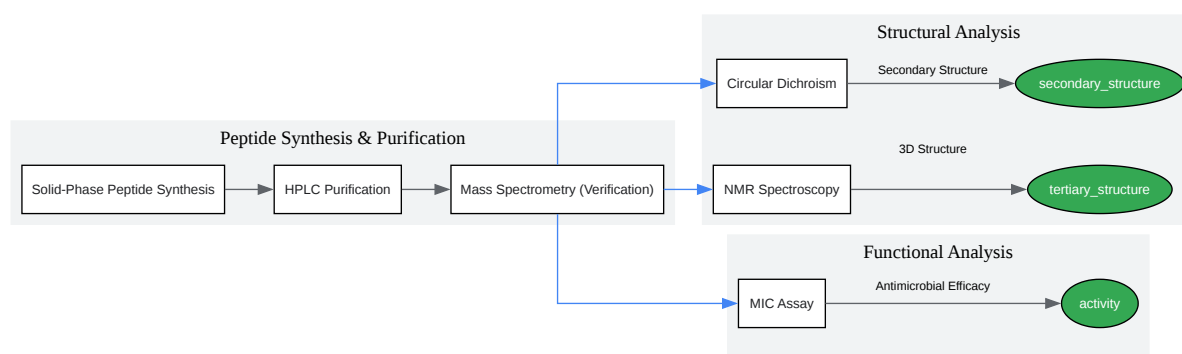 Structural Analysis
Circular Dichroism
Secondary Structure
secondary_structure
Peptide Synthesis & Purification
Solid-Phase Peptide Synthesis
HPLC Purification
Mass Spectrometry (Verification)
NMR Spectroscopy
3D Structure
tertiary_structure
Functional Analysis
MIC Assay
Antimicrobial Efficacy
activity